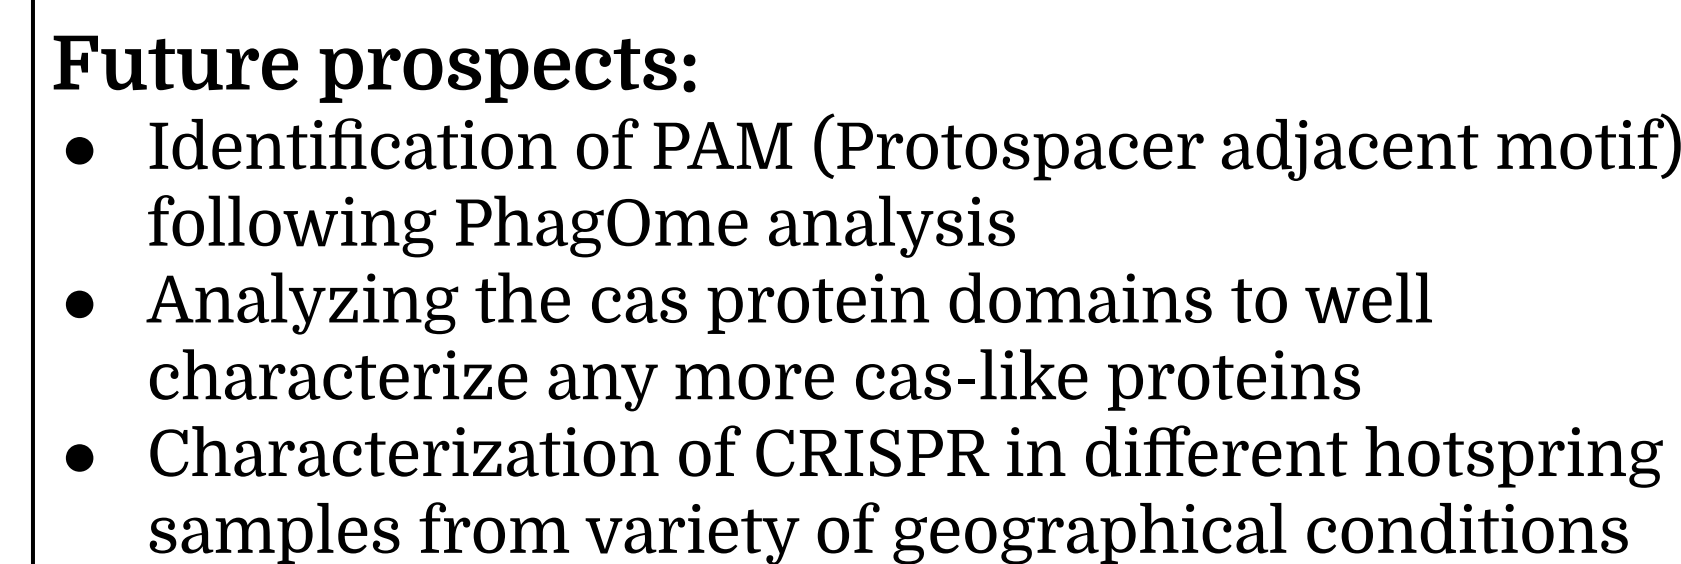 Future prospects:
● Identification of PAM (Protospacer adjacent motif)
following PhagOme analysis
● Analyzing the cas protein domains to well
characterize any more cas-like proteins
● Characterization of CRISPR in different hotspring
samples from variety of geographical conditions